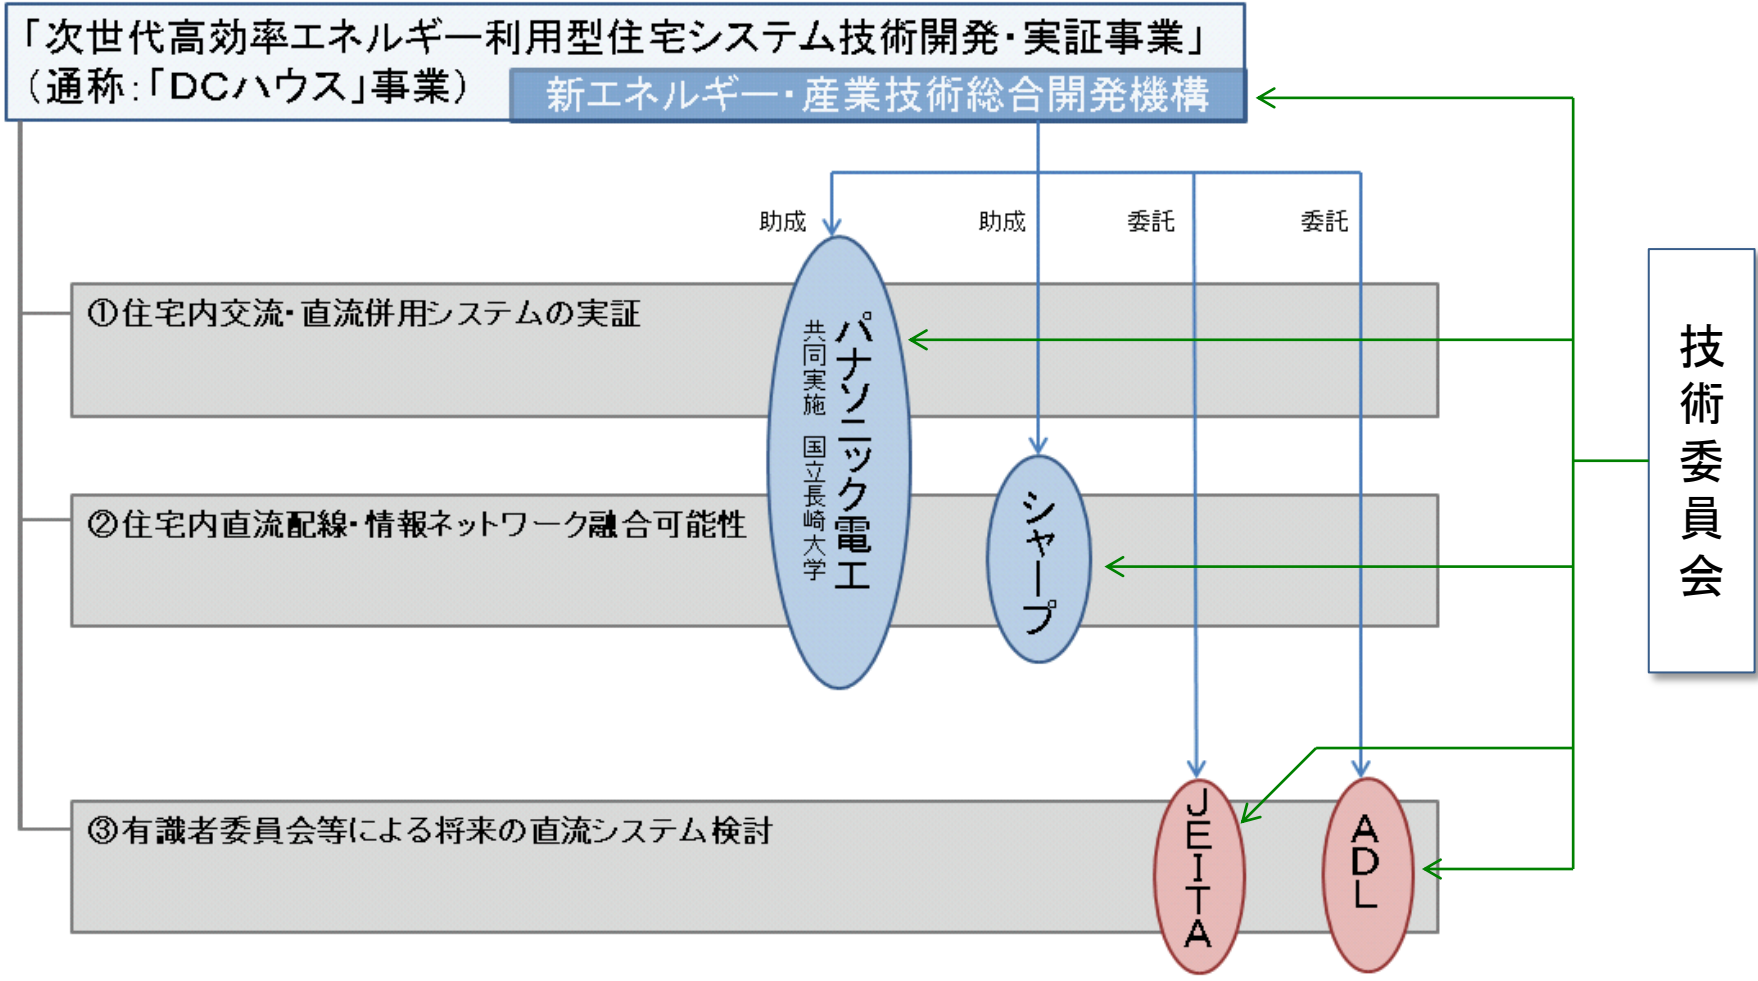 「次世代高効率エネルギー利用型住宅システム技術開発・実証事業」
（通称：「DCハウス」事業）
新エネルギー・産業技術総合開発機構
助成
助成
委託
委託
①住宅内交流・直流併用システムの実証
パナソニック電工
共同実施　国立長崎大学
②住宅内直流配線・情報ネットワーク融合可能性
シャープ
③有識者委員会等による将来の直流システム検討
JEITA
ADL
技術委員会